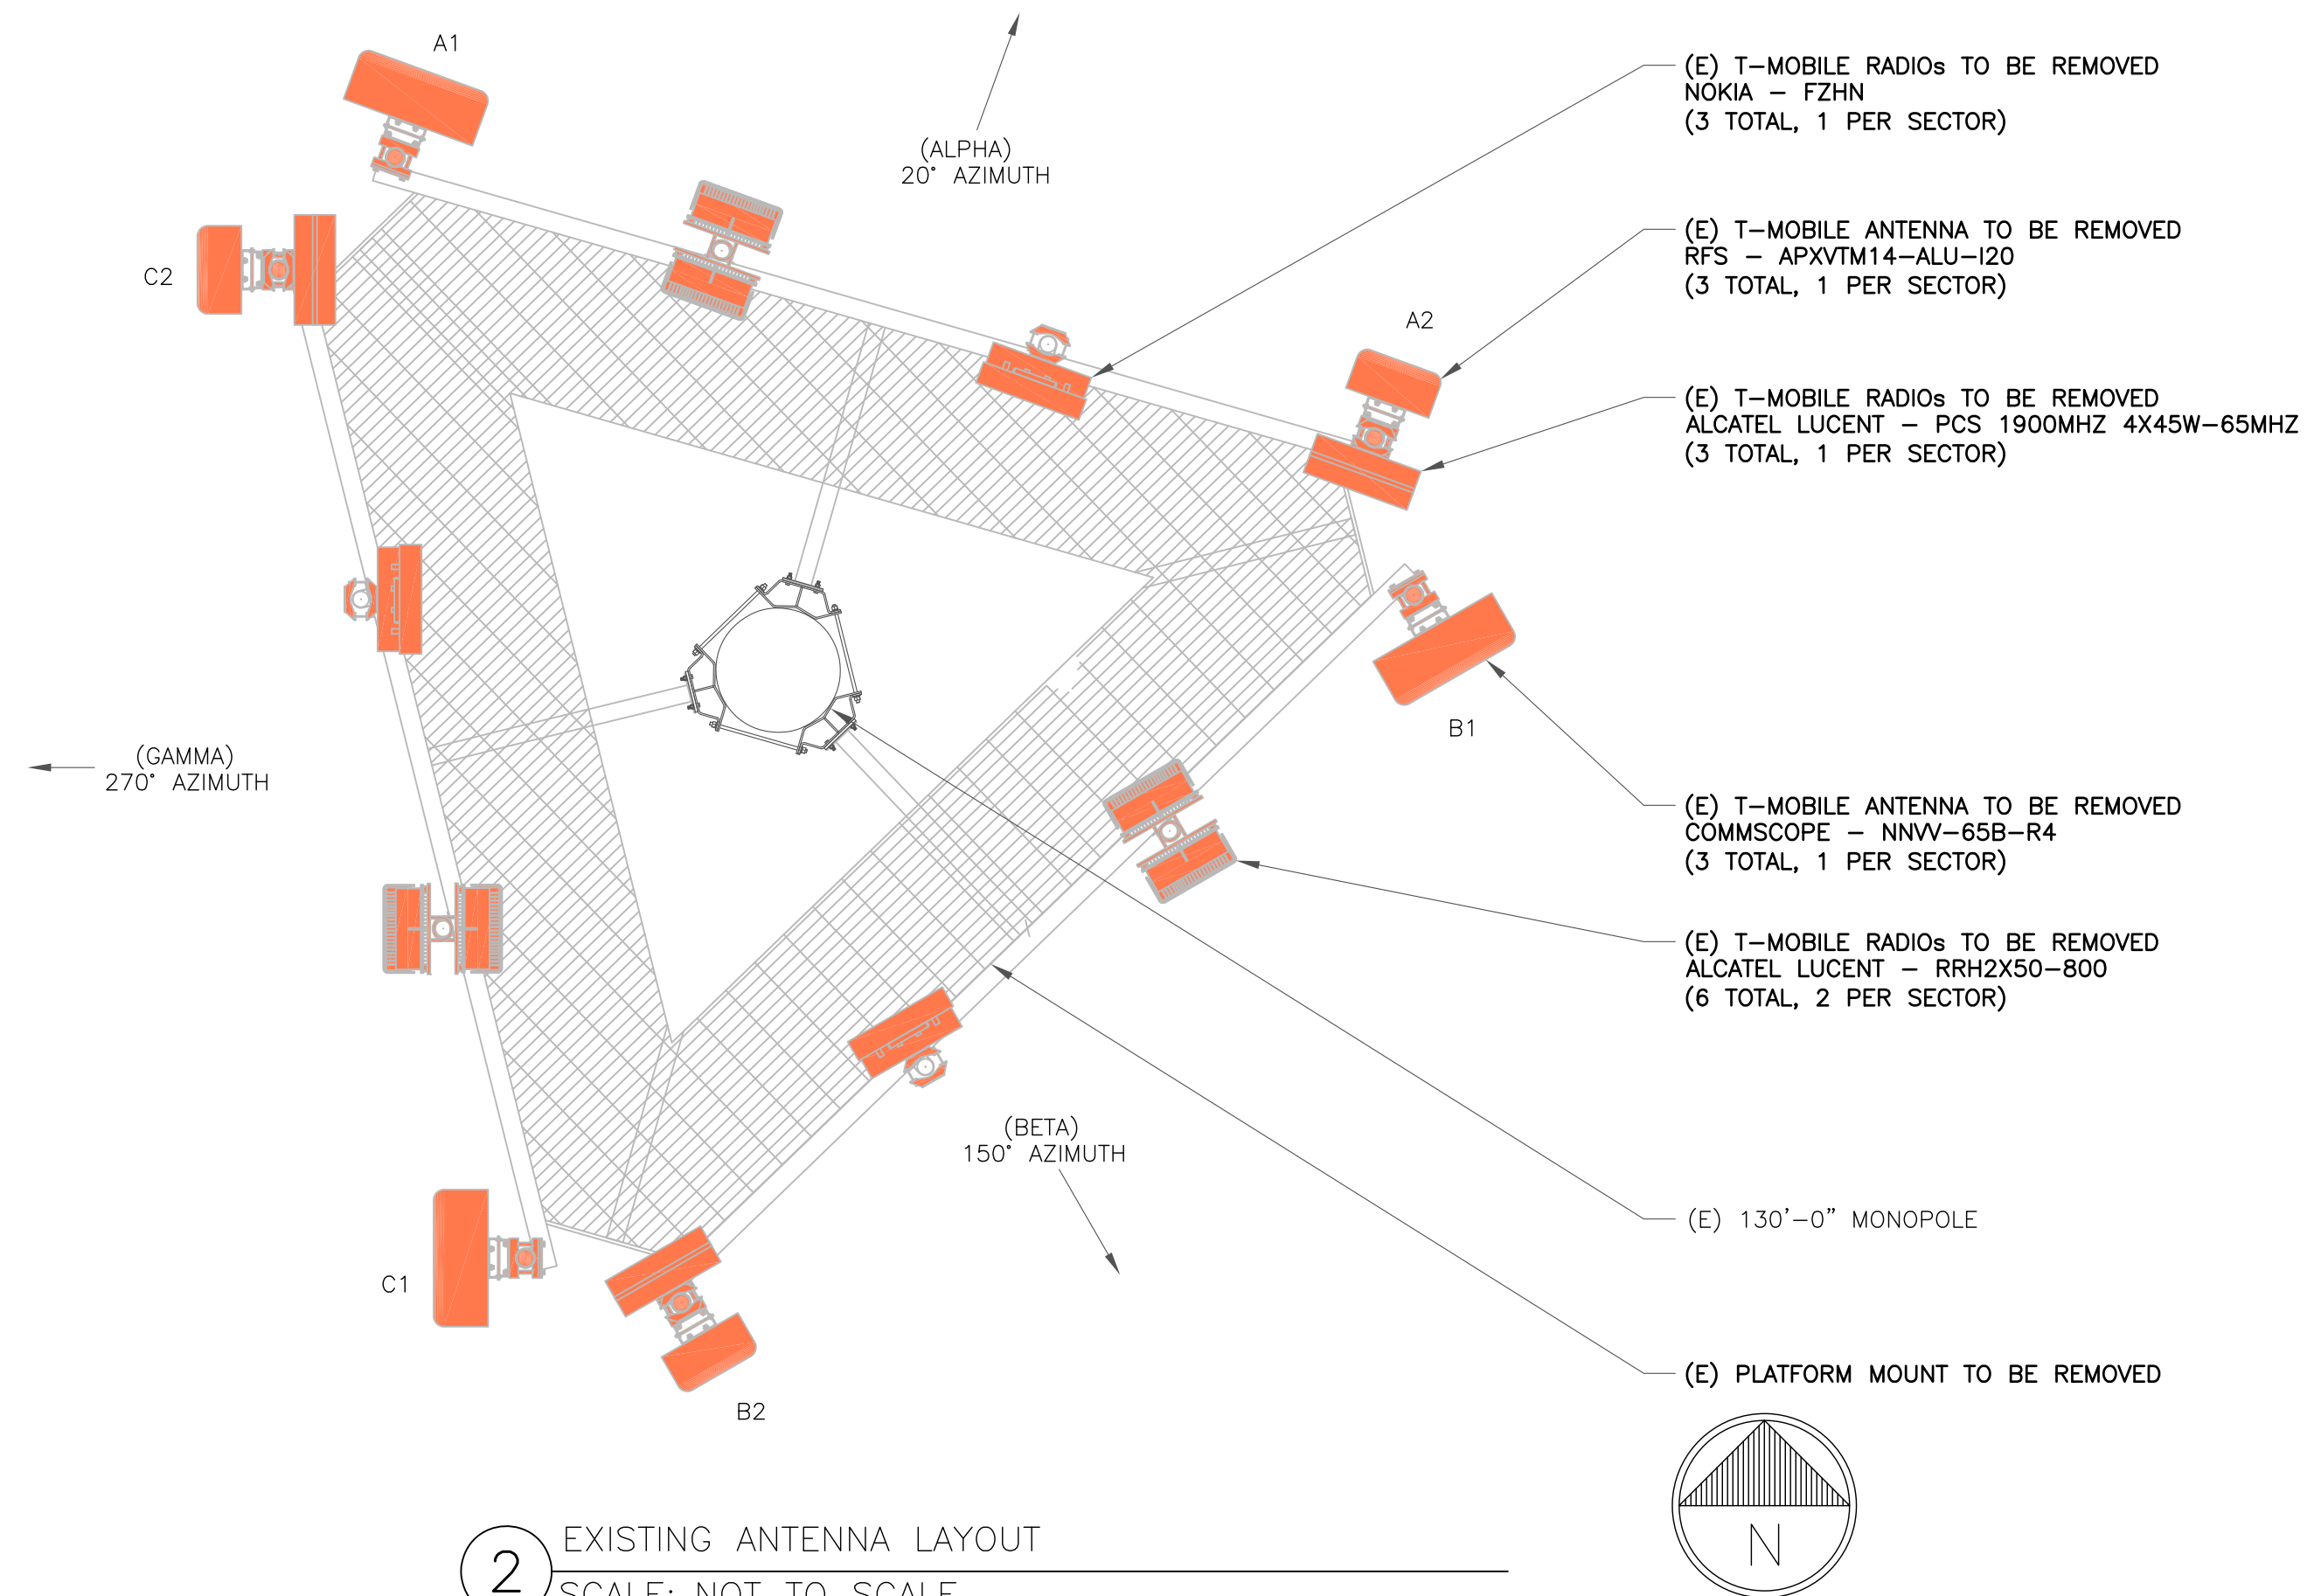 A1
(E) T-MOBILE RADIOs TO BE REMOVED
NOKIA - FZHN
(3 TOTAL, 1 PER SECTOR)
(ALPHA)
20° AZIMUTH
(E) T-MOBILE ANTENNA TO BE REMOVED
RFS - APXVTM14-ALU-I20
(3 TOTAL, 1 PER SECTOR)
C2
A2
(E) T-MOBILE RADIOs TO BE REMOVED
ALCATEL LUCENT - PCS 1900MHZ 4X45W-65MHZ
(3 TOTAL, 1 PER SECTOR)
B1
(GAMMA)
270° AZIMUTH
(E) T-MOBILE ANTENNA TO BE REMOVED
COMMSCOPE - NNVV-65B-R4
(3 TOTAL, 1 PER SECTOR)
(E) T-MOBILE RADIOs TO BE REMOVED
ALCATEL LUCENT - RRH2X50-800
(6 TOTAL, 2 PER SECTOR)
(BETA)
150° AZIMUTH
(E) 130'-0" MONOPOLE
C1
(E) PLATFORM MOUNT TO BE REMOVED
B2
N
2
EXISTING ANTENNA LAYOUT
SCALE: NOT TO SCALE